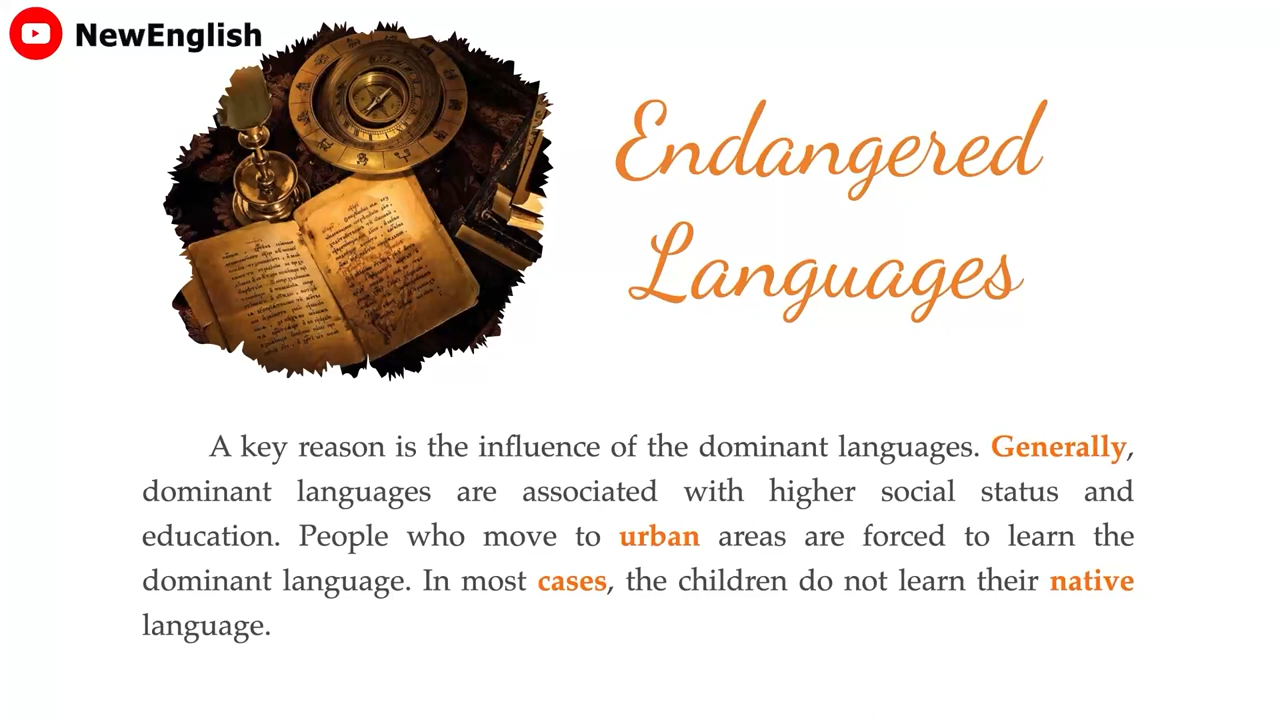 NewEnglish
Endangered
Languages
A key reason is the influence of the dominant languages. Generally,
dominant languages are associated with higher social status and
education. People who move to urban areas are forced to learn the
dominant language. In most cases, the children do not learn their native
language.